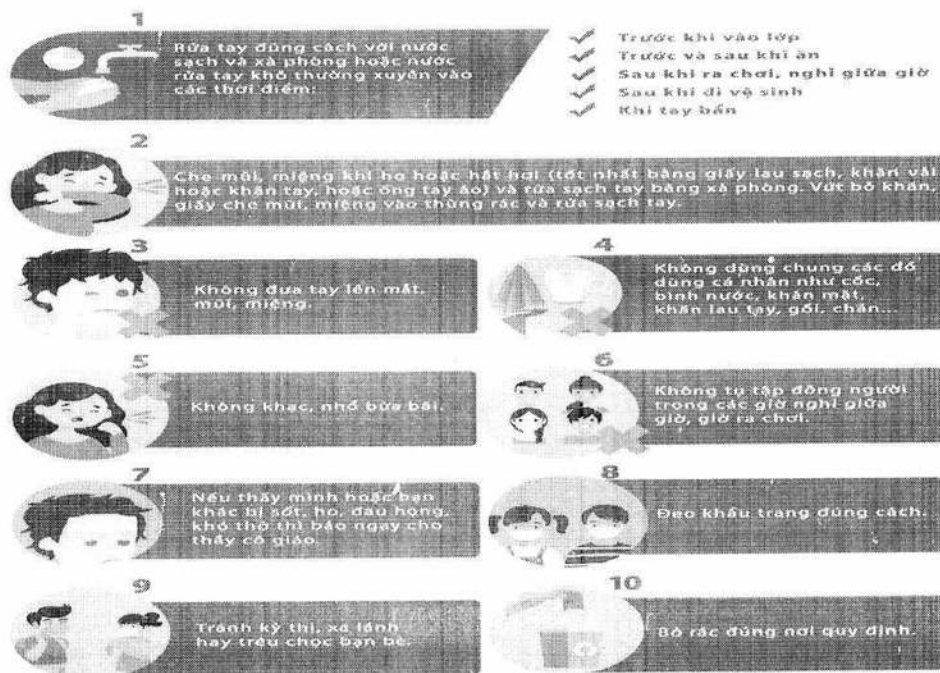 1
Rửa tay đúng cách với nước
sạch và xà phòng hoặc nước
rửa tay khô thường xuyên vào
các thời điểm:
Trước khi vào lớp
Trước và sau khi ăn
Sau khi ra chơi, nghỉ giữa giờ
Sau khi đi vệ sinh
Khi tay bẩn
2
Che mũi, miệng khi ho hoặc hắt hơi (tốt nhất bằng giấy lau sạch, khăn vải
hoặc khăn tay, hoặc ống tay áo) và rửa sạch tay bằng xà phòng. Vứt bỏ khăn,
giấy che mũi, miệng vào thùng rác và rửa sạch tay.
3
Không đưa tay lên mắt,
mũi, miệng.
4
Không dùng chung các đồ
dùng cá nhân như cốc,
bình nước, khăn mặt,
khăn lau tay, gối, chăn...
5
Không khạc, nhổ bừa bãi.
6
Không tụ tập đông người
trong các giờ nghỉ giữa
giờ, giờ ra chơi.
7
Nếu thấy mình hoặc bạn
khác bị sốt, ho, đau họng,
khó thở thì báo ngay cho
thầy cô giáo.
8
Đeo khẩu trang đúng cách.
9
Tránh kỳ thị, xa lánh
hay trêu chọc bạn bè.
10
Bỏ rác đúng nơi quy định.